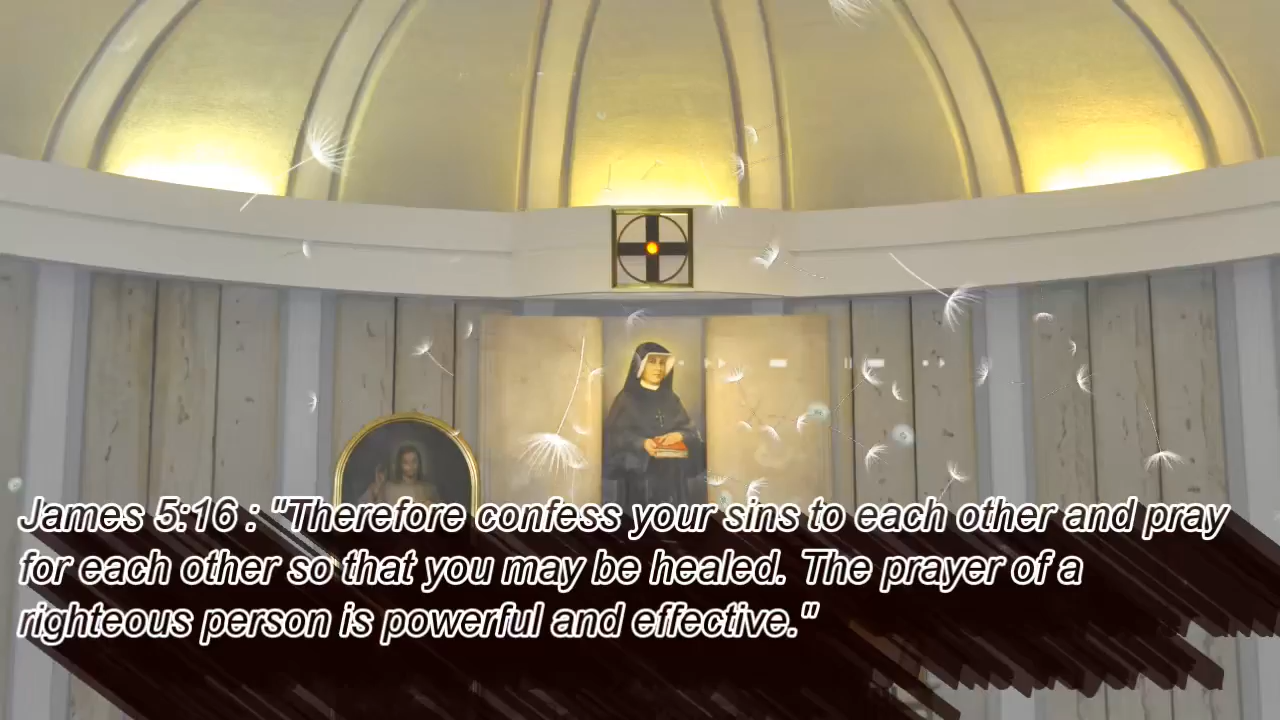 James 5:16 : "Therefore confess your sins to each other and pray
for each other so that you may be healed. The prayer of a
righteous person is powerful and effective."